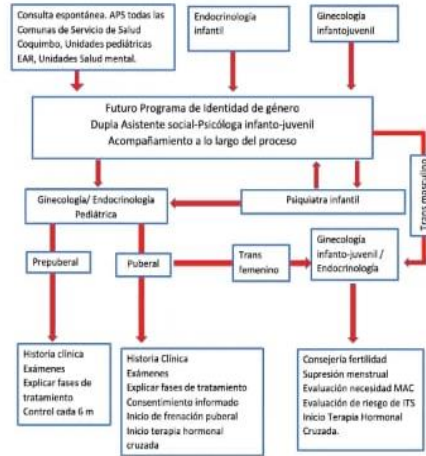 Consulta espontánea. APS todas las
Comunas de Servicio de Salud
Coquimbo, Unidades pediátricas
EAR, Unidades Salud mental.
Endocrinología
infantil
Ginecología
infantojuvenil
Futuro Programa de Identidad de género
Dupla Asistente social-Psicóloga infanto-juvenil
Acompañamiento a lo largo del proceso
Trans masculino
Ginecología/ Endocrinología
Pediátrica
Psiquiatra infantil
Prepuberal
Puberal
Trans
femenino
Ginecología
infanto-juvenil /
Endocrinología
Historia clínica
Exámenes
Explicar fases de
tratamiento
Control cada 6 m
Historia Clínica
Exámenes
Explicar fases de tratamiento
Consentimiento informado
Inicio de frenación puberal
Inicio terapia hormonal
cruzada
Consejería fertilidad
Supresión menstrual
Evaluación necesidad MAC
Evaluación de riesgo de ITS
Inicio Terapia Hormonal
Cruzada.